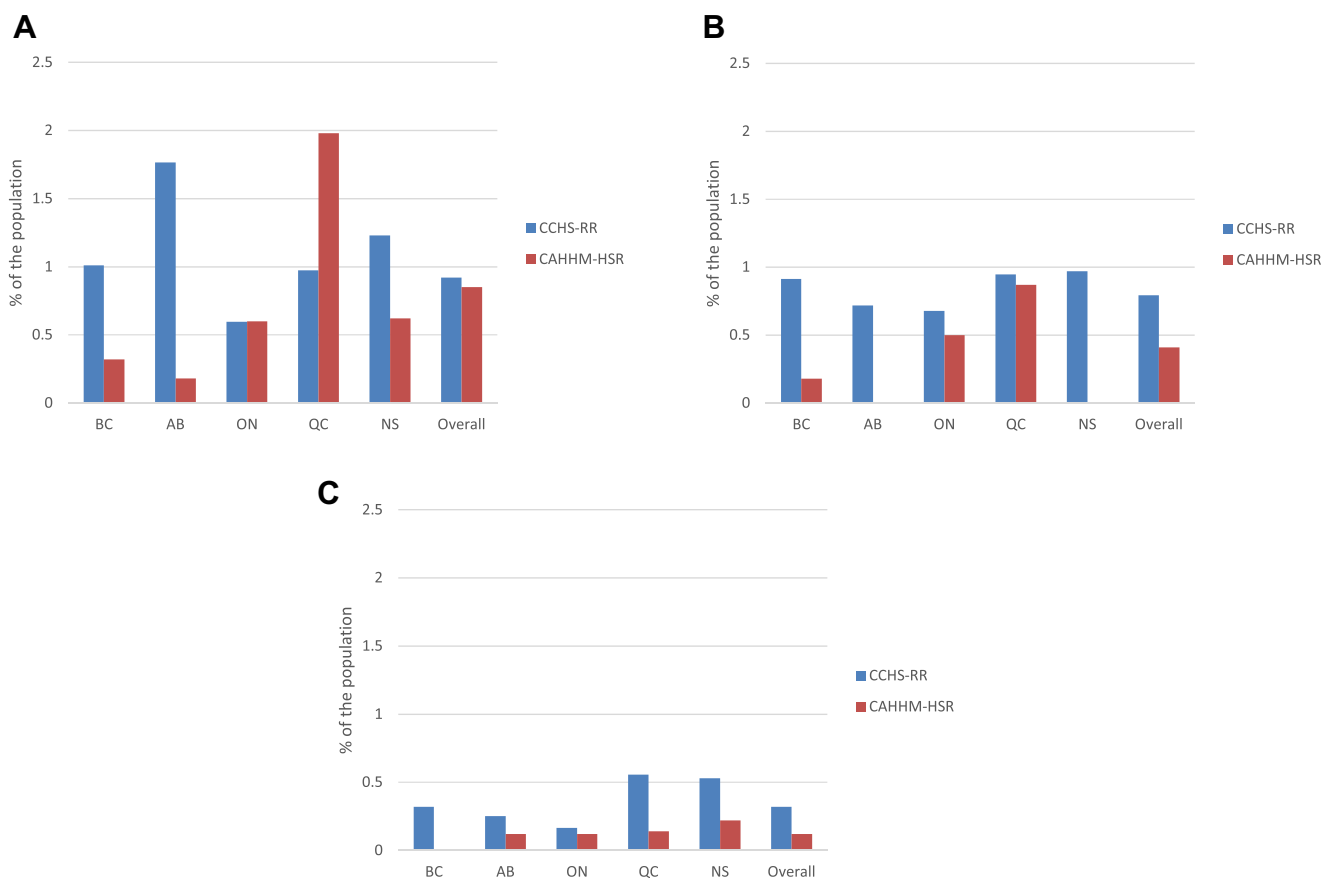 A
% of the population
2.5
2
1.5
1
0.5
0
BC AB ON QC NS Overall
CCHS-RR
CAHHM-HSR
B
% of the population
2.5
2
1.5
1
0.5
0
BC AB ON QC NS Overall
CCHS-RR
CAHHM-HSR
C
% of the population
2.5
2
1.5
1
0.5
0
BC AB ON QC NS Overall
CCHS-RR
CAHHM-HSR